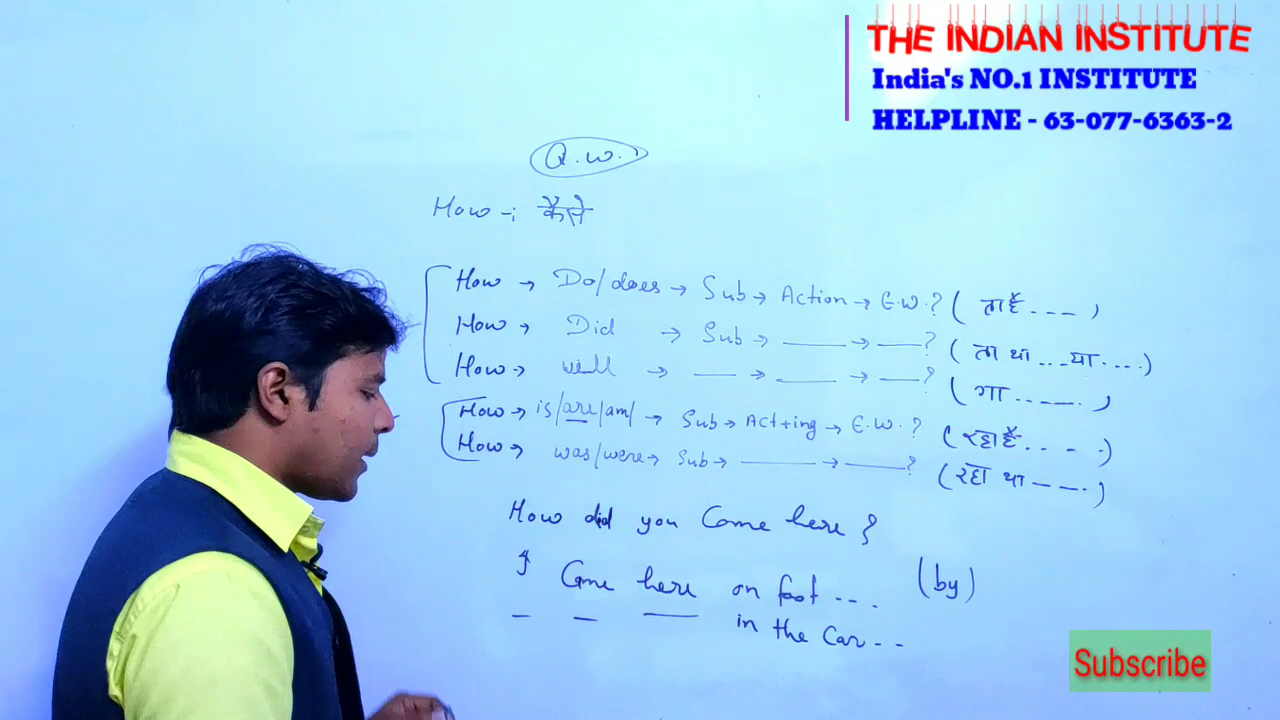 THE INDIAN INSTITUTE
India's NO.1 INSTITUTE
HELPLINE - 63-077-6363-2
Q.W.
How -; कैसे
How → Do/does → Sub → Action → E.W.? ( ता है --- )
How → Did → Sub → ___ → ___? ( ता था ... या .... )
How → will → ___ → ___ → ___? ( गा ...... )
How → is/are/am/ → Sub → Act+ing → E.W.? ( रहा है . . - . )
How → was/were → Sub → ___ → ___? ( रहा था — — -. )
How did you Come here?
I Came here on foot ---. (by)
— — — in the Car --
Subscribe